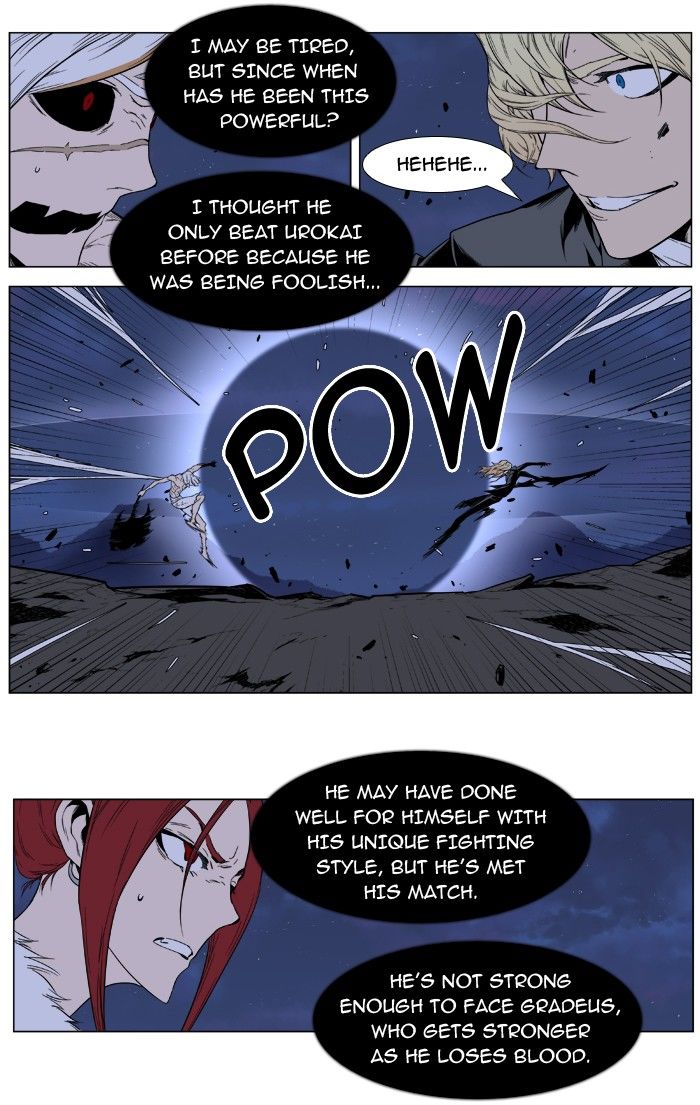 I MAY BE TIRED,
BUT SINCE WHEN
HAS HE BEEN THIS
POWERFUL?
HEHEHE...
I THOUGHT HE
ONLY BEAT UROKAI
BEFORE BECAUSE HE
WAS BEING FOOLISH...
POW
HE MAY HAVE DONE
WELL FOR HIMSELF WITH
HIS UNIQUE FIGHTING
STYLE, BUT HE'S MET
HIS MATCH.
HE'S NOT STRONG
ENOUGH TO FACE GRADEUS,
WHO GETS STRONGER
AS HE LOSES BLOOD.